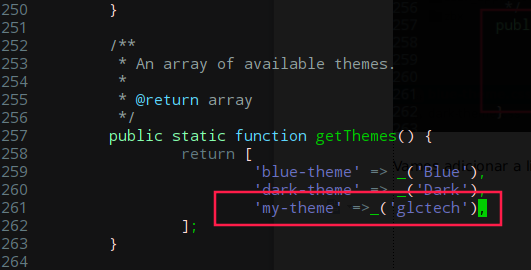 250 }
251
252 /**
253 * An array of available themes.
254 *
255 * @return array
256 */
257 public static function getThemes() {
258 return [
259 'blue-theme' => _('Blue'),
260 'dark-theme' => _('Dark'),
261 'my-theme' =>_('glctech'),
262 ];
263 }
264